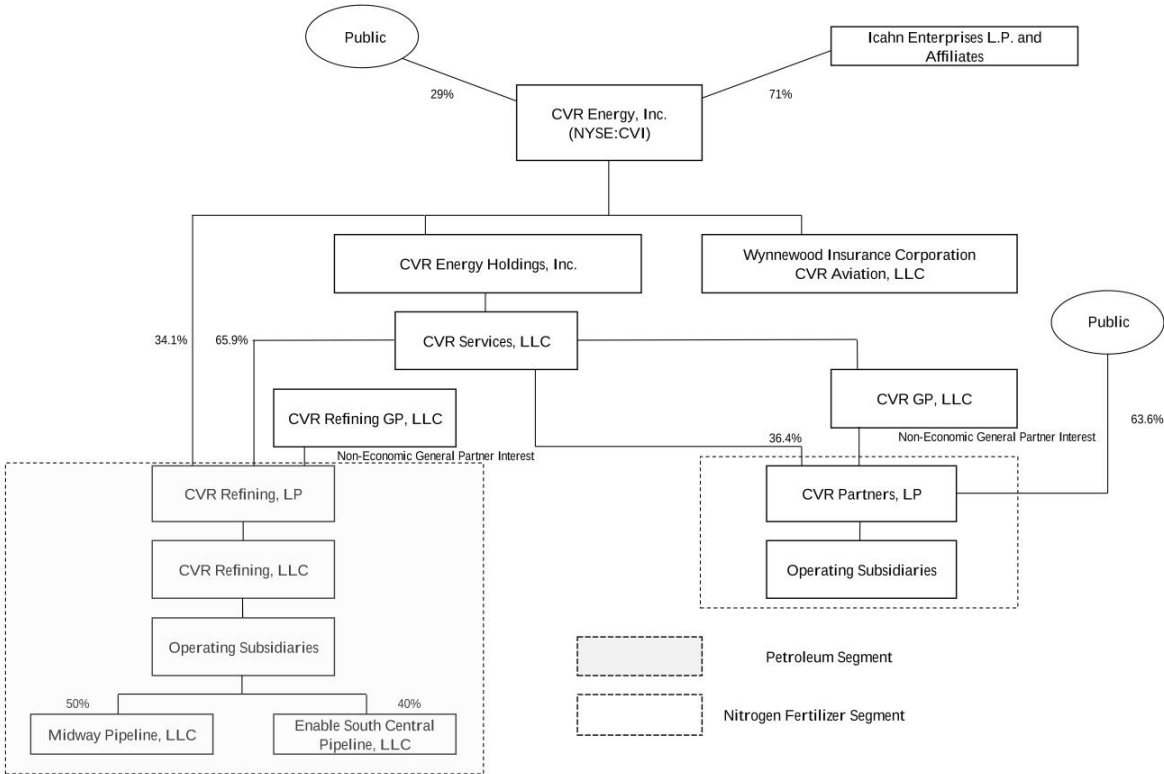 Public
Icahn Enterprises L.P. and
Affiliates
29%
71%
CVR Energy, Inc.
(NYSE:CVI)
CVR Energy Holdings, Inc.
Wynnewood Insurance Corporation
CVR Aviation, LLC
34.1%
65.9%
CVR Services, LLC
Public
CVR Refining GP, LLC
CVR GP, LLC
63.6%
36.4%
Non-Economic General Partner Interest
Non-Economic General Partner Interest
CVR Refining, LP
CVR Partners, LP
CVR Refining, LLC
Operating Subsidiaries
Operating Subsidiaries
Petroleum Segment
50%
40%
Midway Pipeline, LLC
Enable South Central
Pipeline, LLC
Nitrogen Fertilizer Segment